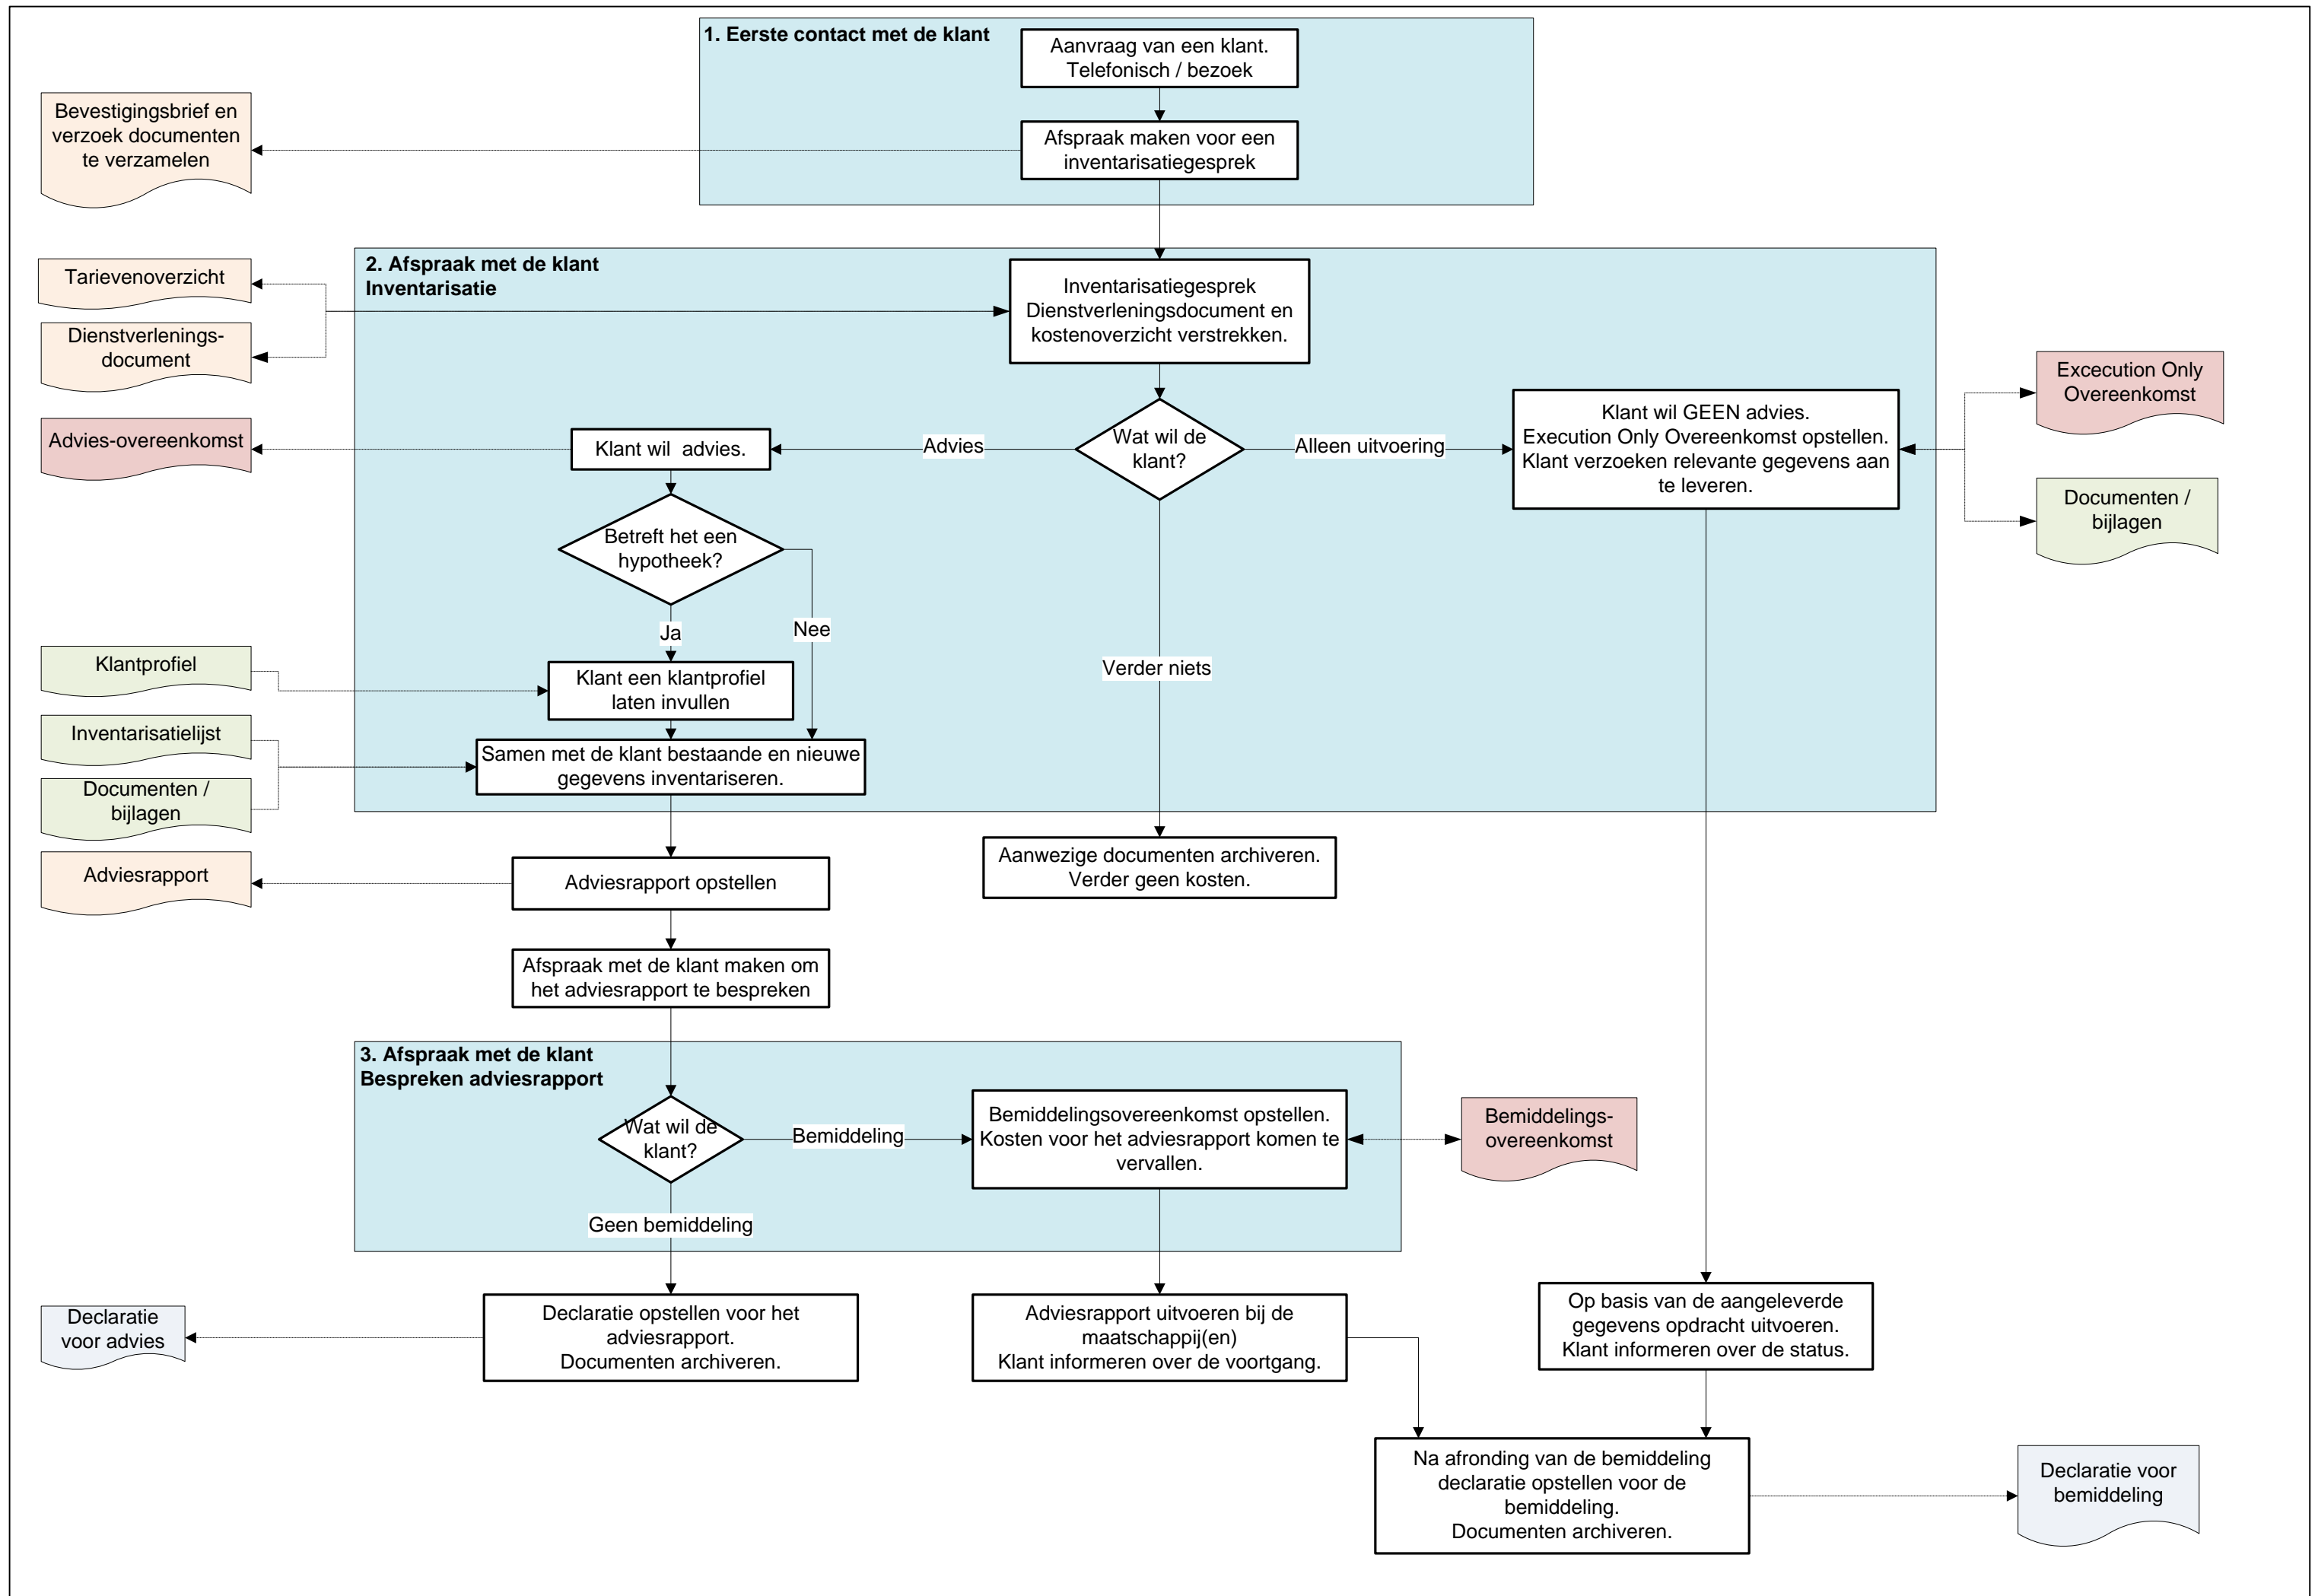 1. Eerste contact met de klant
Aanvraag van een klant.
Telefonisch / bezoek
Bevestigingsbrief en
verzoek documenten
te verzamelen
Afspraak maken voor een
inventarisatiegesprek
2. Afspraak met de klant
Inventarisatie
Tarievenoverzicht
Dienstverlenings-
document
Inventarisatiegesprek
Dienstverleningsdocument en
kostenoverzicht verstrekken.
Advies-overeenkomst
Klant wil  advies.
Advies
Wat wil de
klant?
Alleen uitvoering
Klant wil GEEN advies.
Execution Only Overeenkomst opstellen.
Klant verzoeken relevante gegevens aan
te leveren.
Excecution Only
Overeenkomst
Documenten /
bijlagen
Betreft het een
hypotheek?
Ja
Nee
Verder niets
Klantprofiel
Klant een klantprofiel
laten invullen
Inventarisatielijst
Documenten /
bijlagen
Samen met de klant bestaande en nieuwe
gegevens inventariseren.
Aanwezige documenten archiveren.
Verder geen kosten.
Adviesrapport
Adviesrapport opstellen
Afspraak met de klant maken om
het adviesrapport te bespreken
3. Afspraak met de klant
Bespreken adviesrapport
Wat wil de
klant?
Bemiddeling
Bemiddelingsovereenkomst opstellen.
Kosten voor het adviesrapport komen te
vervallen.
Bemiddelings-
overeenkomst
Geen bemiddeling
Declaratie
voor advies
Declaratie opstellen voor het
adviesrapport.
Documenten archiveren.
Adviesrapport uitvoeren bij de
maatschappij(en)
Klant informeren over de voortgang.
Op basis van de aangeleverde
gegevens opdracht uitvoeren.
Klant informeren over de status.
Na afronding van de bemiddeling
declaratie opstellen voor de
bemiddeling.
Documenten archiveren.
Declaratie voor
bemiddeling